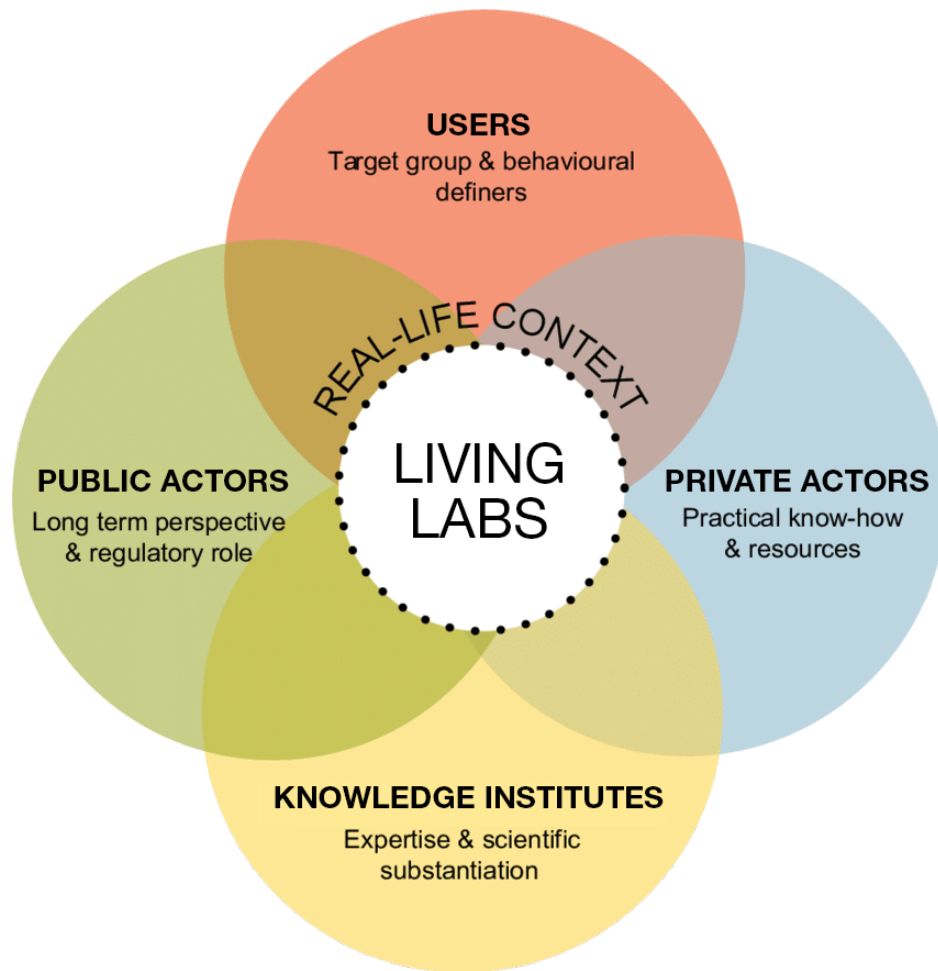 USERS
Target group & behavioural
definers
REAL-LIFE CONTEXT
LIVING
LABS
PUBLIC ACTORS
Long term perspective
& regulatory role
PRIVATE ACTORS
Practical know-how
& resources
KNOWLEDGE INSTITUTES
Expertise & scientific
substantiation